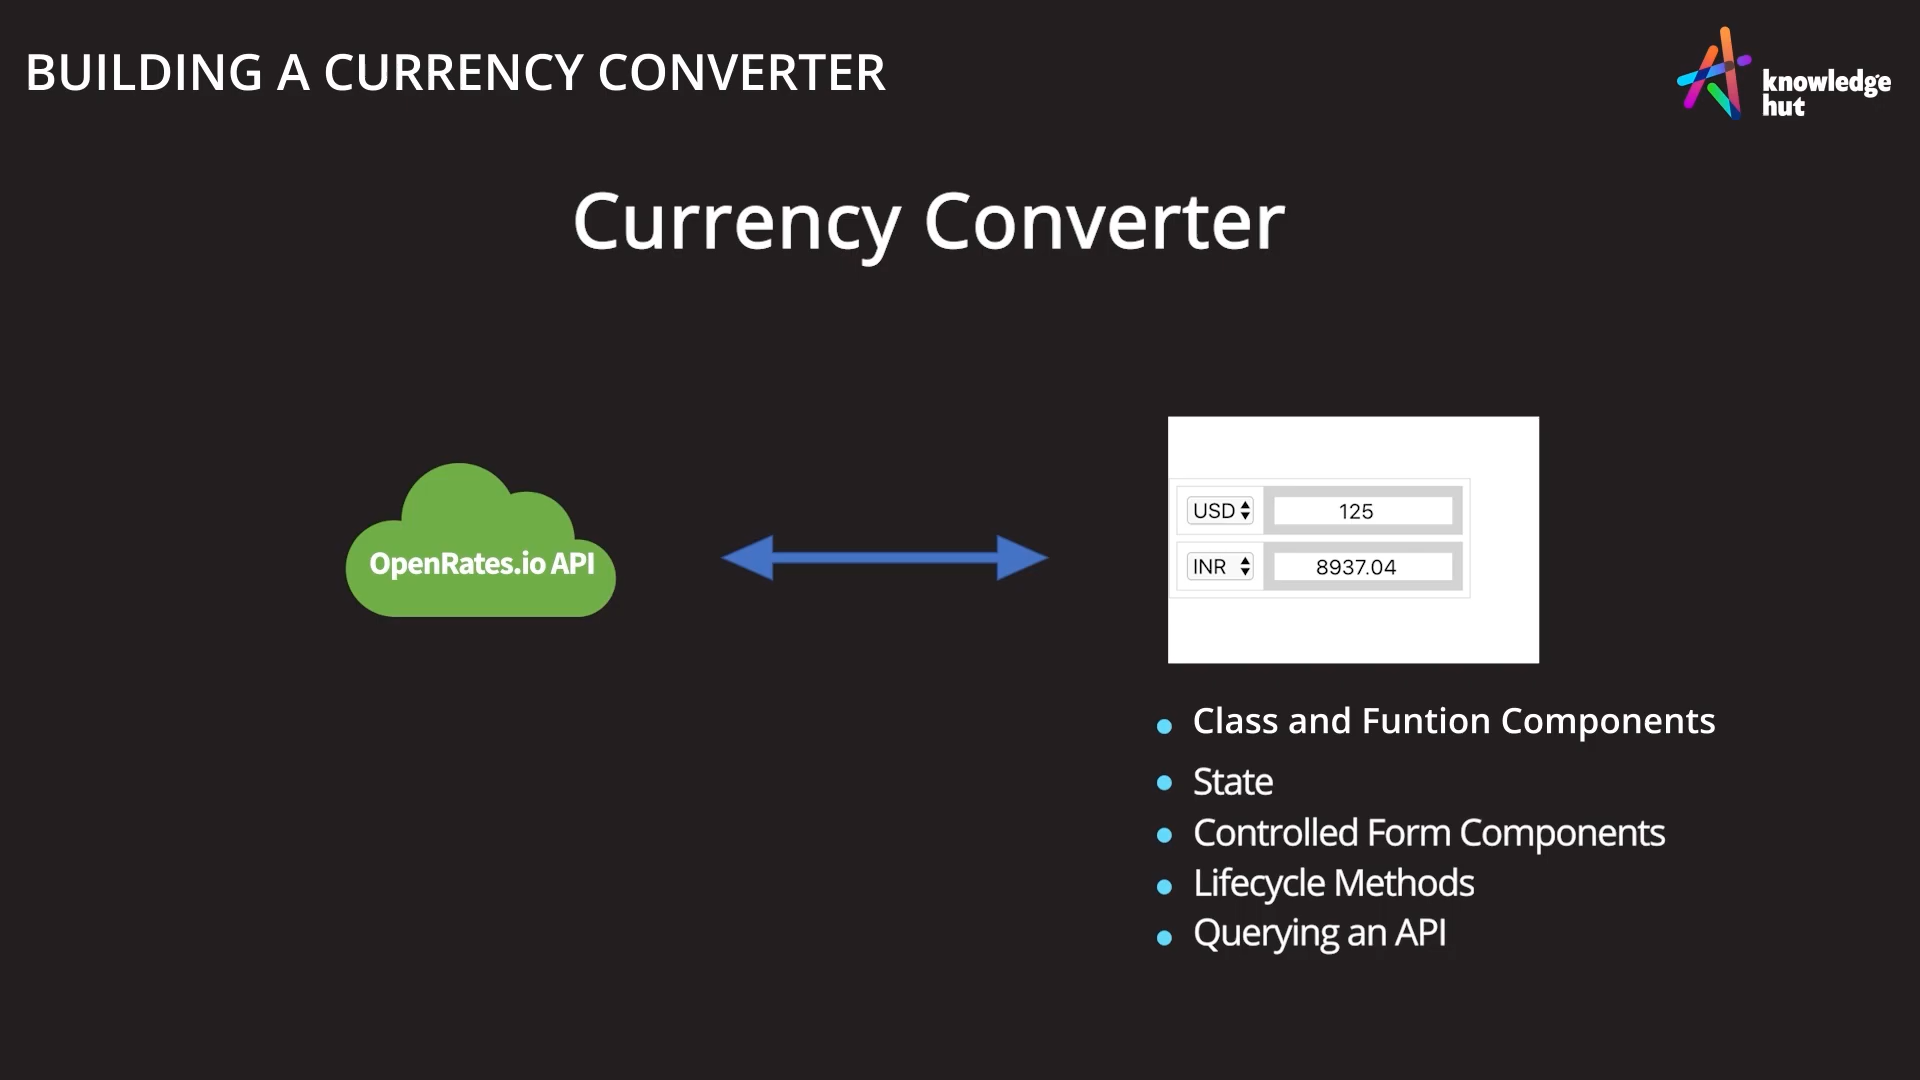 BUILDING A CURRENCY CONVERTER
knowledge
hut
Currency Converter
OpenRates.io API
USD 125
INR 8937.04
Class and Funtion Components
State
Controlled Form Components
Lifecycle Methods
Querying an API